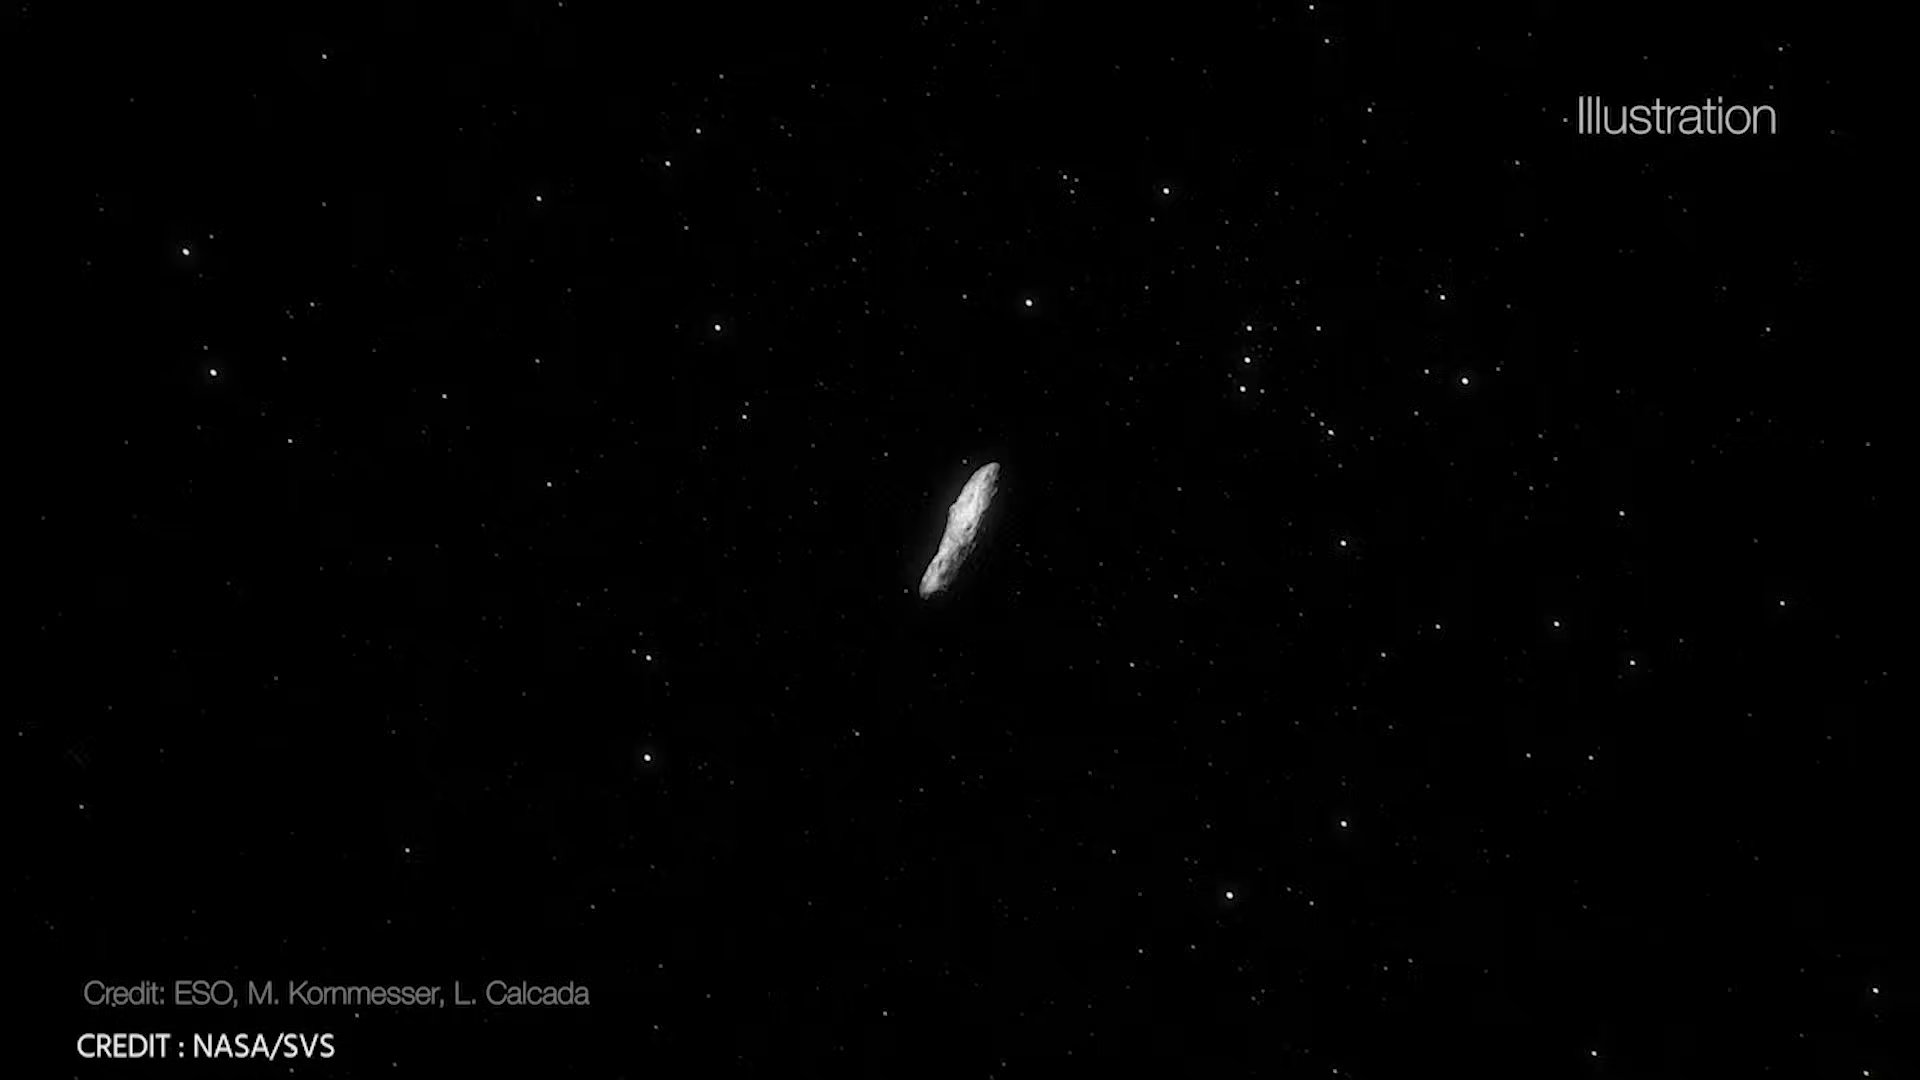 Illustration
Credit: ESO, M. Kornmesser, L. Calcada
CREDIT : NASA/SVS